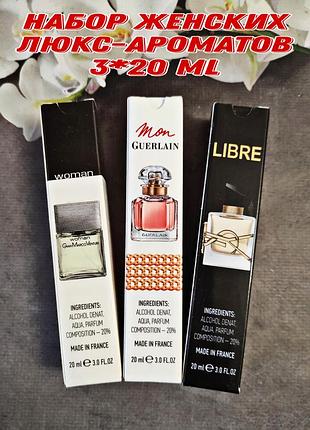 НАБОР ЖЕНСКИХ
ЛЮКС-АРОМАТОВ
3*20 ML
woman
woman
GianMarcoVenturi
INGREDIENTS:
ALCOHOL DENAT,
AQUA, PARFUM
COMPOSITION – 20%
MADE IN FRANCE
20 ml e 3.0 FL.OZ
Mon
GUERLAIN
GUERLAIN
INGREDIENTS:
ALCOHOL DENAT,
AQUA, PARFUM
COMPOSITION – 20%
MADE IN FRANCE
20 ml e 3.0 FL.OZ
LIBRE
INGREDIENTS:
ALCOHOL DENAT,
AQUA, PARFUM
COMPOSITION – 20%
MADE IN FRANCE
20 ml e 3.0 FL.OZ